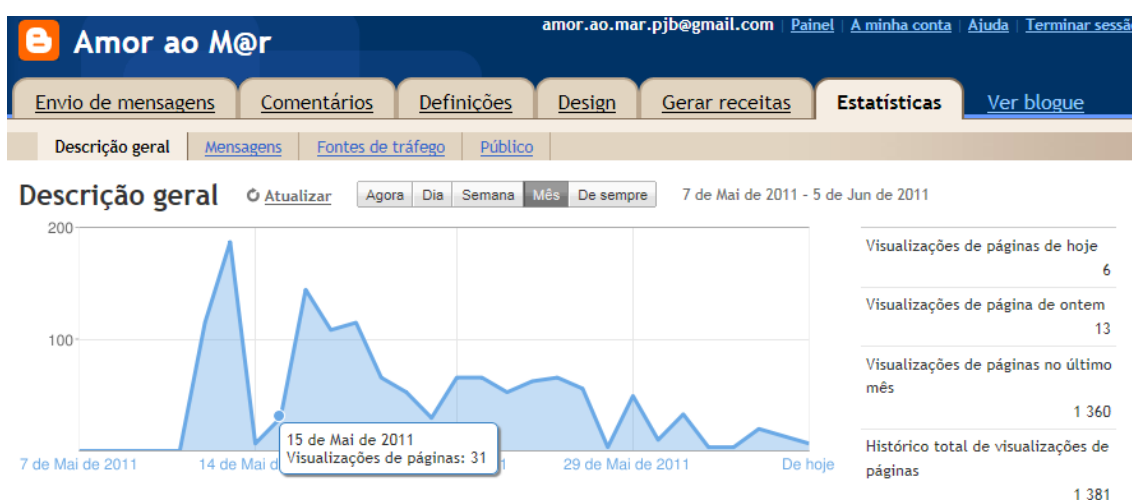 amor.ao.mar.pjb@gmail.com | Painel | A minha conta | Ajuda | Terminar sessã
Amor ao M@r
Envio de mensagens Comentários Definições Design Gerar receitas Estatísticas Ver blogue
Descrição geral Mensagens Fontes de tráfego Público
Descrição geral Atualizar Agora Dia Semana Mês De sempre 7 de Mai de 2011 - 5 de Jun de 2011
200
100
15 de Mai de 2011
Visualizações de páginas: 31
7 de Mai de 2011 14 de Mai d 1 29 de Mai de 2011 De hoje
Visualizações de páginas de hoje
6
Visualizações de página de ontem
13
Visualizações de páginas no último
mês
1 360
Histórico total de visualizações de
páginas
1 381